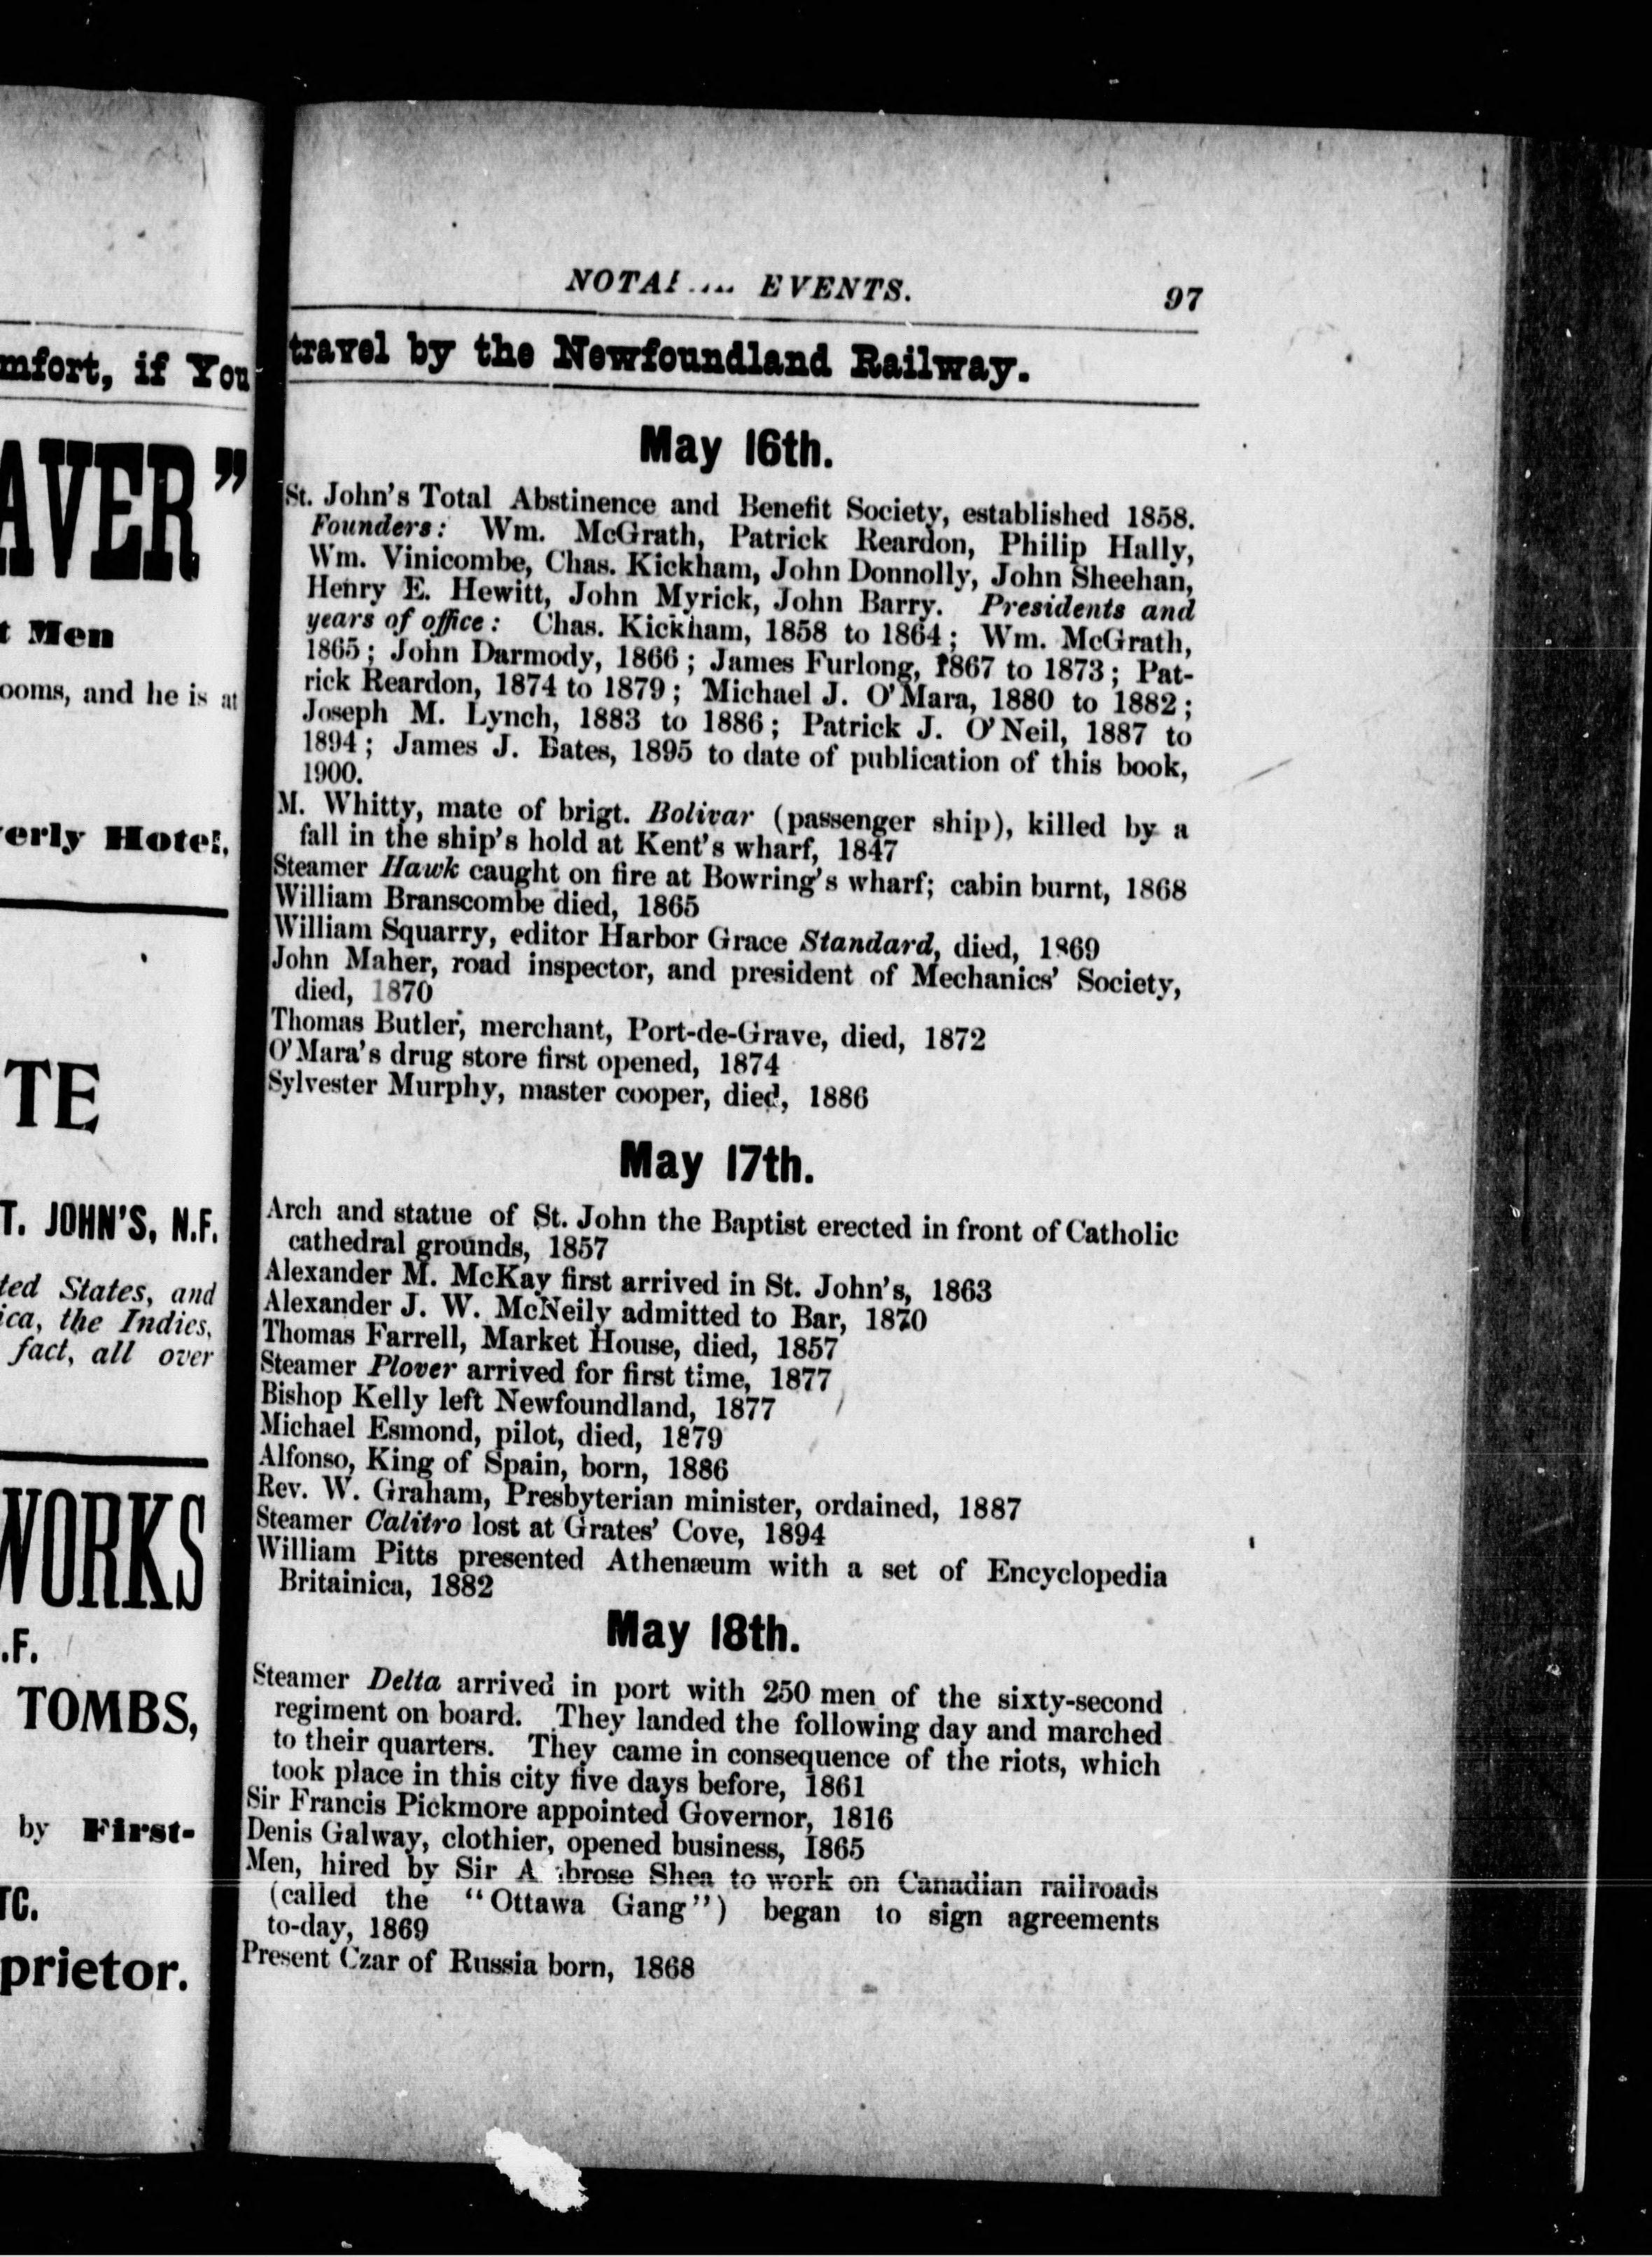 mfort, if You
AVER"
t Men
ooms, and he is at
erly Hotel,
TE
T. JOHN'S, N.F.
ted States, and
ica, the Indies,
fact, all over
WORKS
.F.
TOMBS,
by First-
TC.
prietor.
EVENTS. 97
travel by the Newfoundland Railway.
May 16th.
St. John's Total Abstinence and Benefit Society, established 1858.
Founders: Wm. McGrath, Patrick Reardon, Philip Hally,
Wm. Vinicombe, Chas. Kickham, John Donnolly, John Sheehan,
Henry E. Hewitt, John Myrick, John Barry. Presidents and
years of office: Chas. Kickham, 1858 to 1864; Wm. McGrath,
1865; John Darmody, 1866; James Furlong, 1867 to 1873; Pat-
rick Reardon, 1874 to 1879; Michael J. O'Mara, 1880 to 1882;
Joseph M. Lynch, 1883 to 1886; Patrick J. O'Neil, 1887 to
1894; James J. Bates, 1895 to date of publication of this book,
1900.
M. Whitty, mate of brigt. Bolivar (passenger ship), killed by a
fall in the ship's hold at Kent's wharf, 1847
Steamer Hawk caught on fire at Bowring's wharf; cabin burnt, 1868
William Branscombe died, 1865
William Squarry, editor Harbor Grace Standard, died, 1869
John Maher, road inspector, and president of Mechanics' Society,
died, 1870
Thomas Butler, merchant, Port-de-Grave, died, 1872
O'Mara's drug store first opened, 1874
Sylvester Murphy, master cooper, died, 1886
May 17th.
Arch and statue of St. John the Baptist erected in front of Catholic
cathedral grounds, 1857
Alexander M. McKay first arrived in St. John's, 1863
Alexander J. W. McNeily admitted to Bar, 1870
Thomas Farrell, Market House, died, 1857
Steamer Plover arrived for first time, 1877
Bishop Kelly left Newfoundland, 1877
Michael Esmond, pilot, died, 1879
Alfonso, King of Spain, born, 1886
Rev. W. Graham, Presbyterian minister, ordained, 1887
Steamer Calitro lost at Grates' Cove, 1894
William Pitts presented Athenæum with a set of Encyclopedia
Britainica, 1882
May 18th.
Steamer Delta arrived in port with 250 men of the sixty-second
regiment on board. They landed the following day and marched
to their quarters. They came in consequence of the riots, which
took place in this city five days before, 1861
Sir Francis Pickmore appointed Governor, 1816
Denis Galway, clothier, opened business, 1865
Men, hired by Sir Ambrose Shea to work on Canadian railroads
(called the "Ottawa Gang") began to sign agreements
to-day, 1869
Present Czar of Russia born, 1868